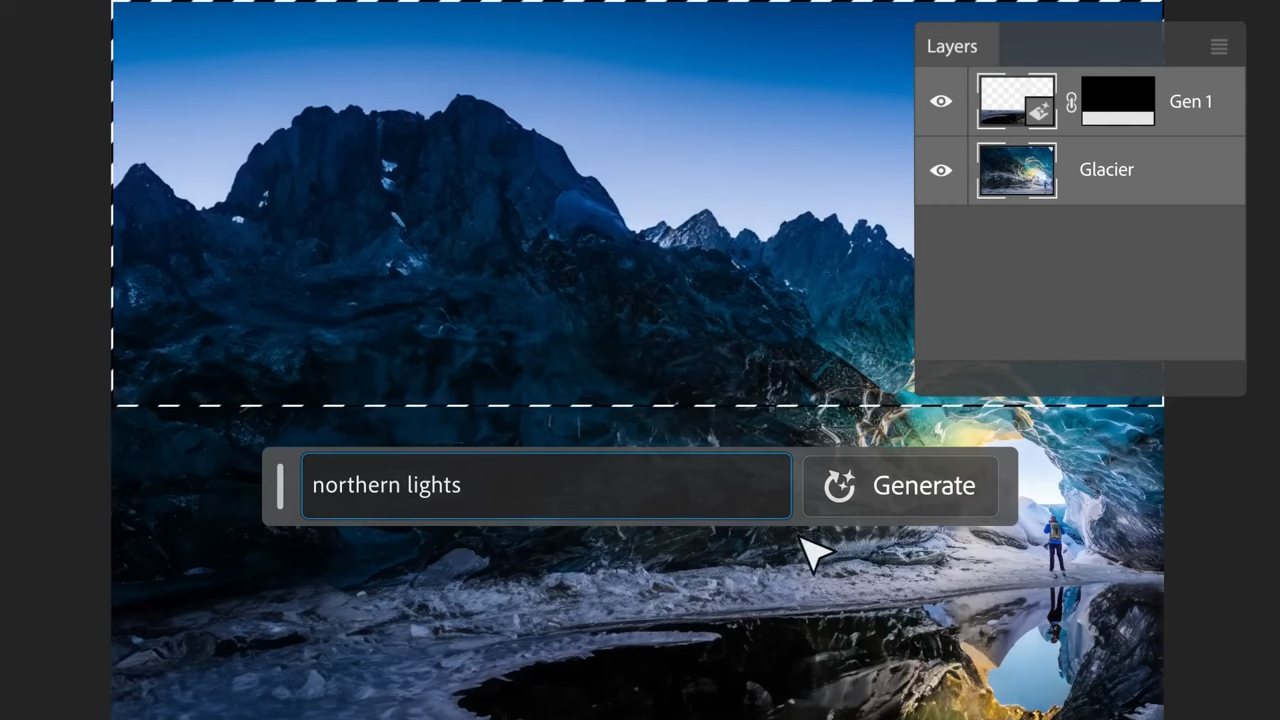 Layers
Gen 1
Glacier
northern lights
Generate